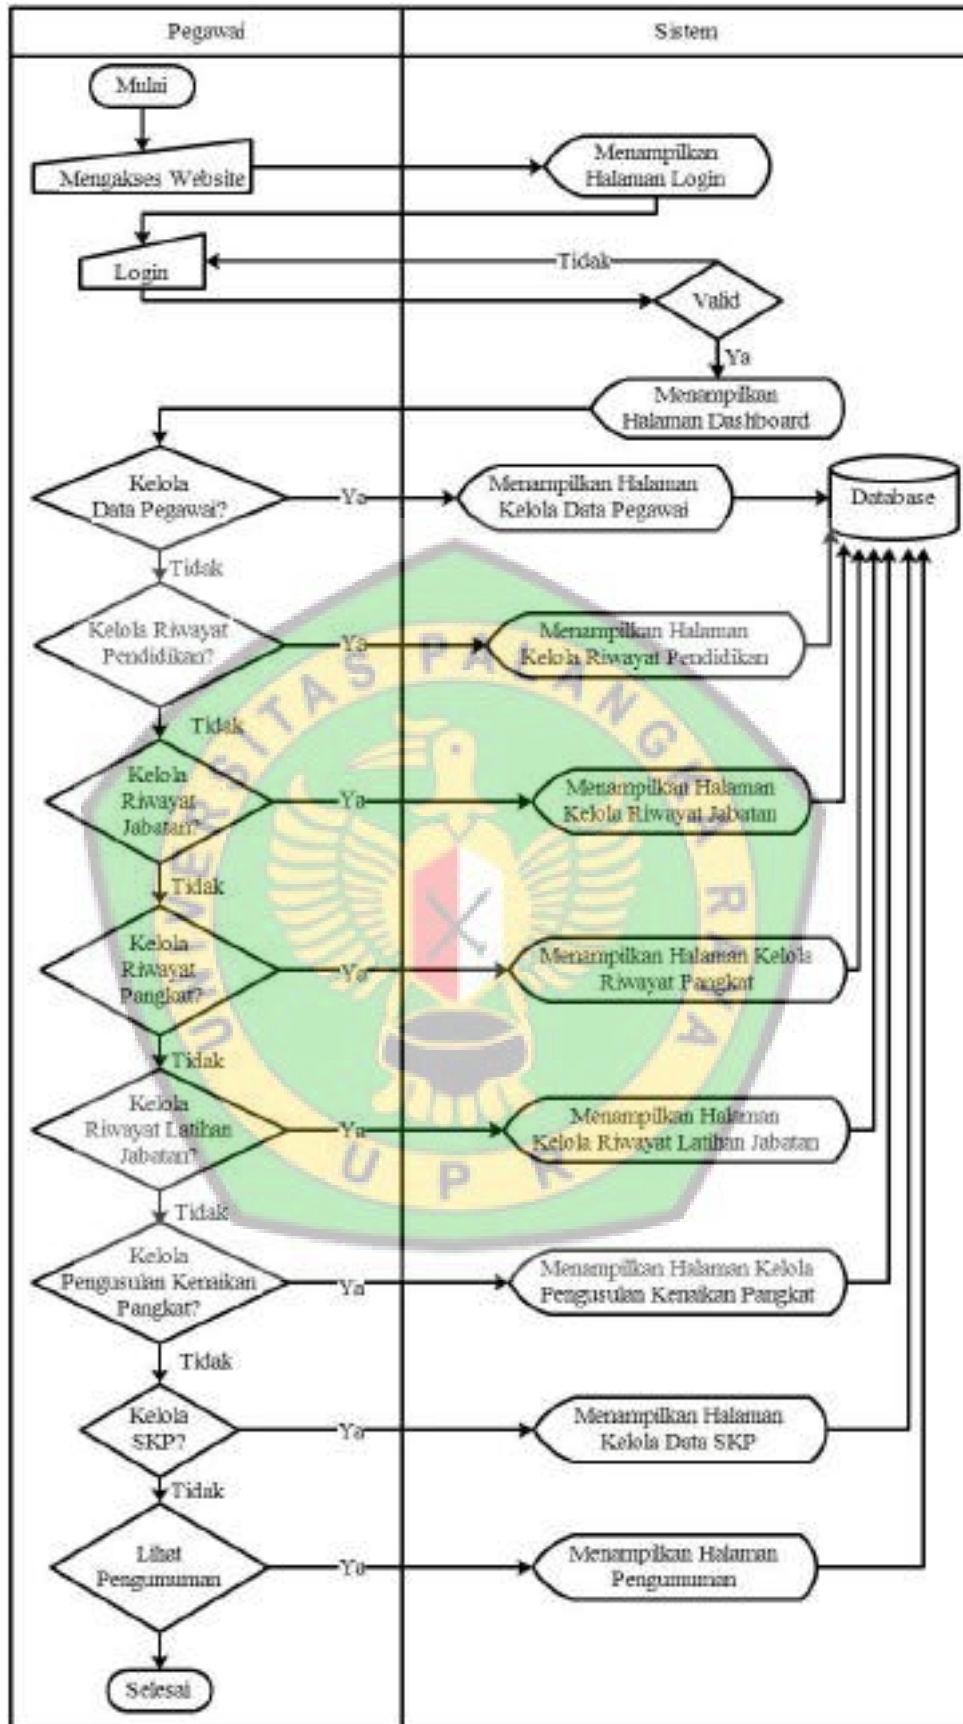 Pegawai
Sistem
Mulai
Mengakses Website
Menampilkan
Halaman Login
Login
Tidak
Valid
Ya
Menampilkan
Halaman Dashboard
Kelola
Data Pegawai?
Ya
Menampilkan Halaman
Kelola Data Pegawai
Database
Tidak
Kelola Riwayat
Pendidikan?
Ya
Menampilkan Halaman
Kelola Riwayat Pendidikan
Tidak
Kelola
Riwayat
Jabatan?
Ya
Menampilkan Halaman
Kelola Riwayat Jabatan
Tidak
Kelola
Riwayat
Pangkat?
Ya
Menampilkan Halaman Kelola
Riwayat Pangkat
Tidak
Kelola
Riwayat Latihan
Jabatan?
Ya
Menampilkan Halaman
Kelola Riwayat Latihan Jabatan
Tidak
Kelola
Pengusulan Kenaikan
Pangkat?
Ya
Menampilkan Halaman Kelola
Pengusulan Kenaikan Pangkat
Tidak
Kelola
SKP?
Ya
Menampilkan Halaman
Kelola Data SKP
Tidak
Lihat
Pengumuman
Ya
Menampilkan Halaman
Pengumuman
Selesai
UNIVERSITAS PALANGKA RAYA
UPR